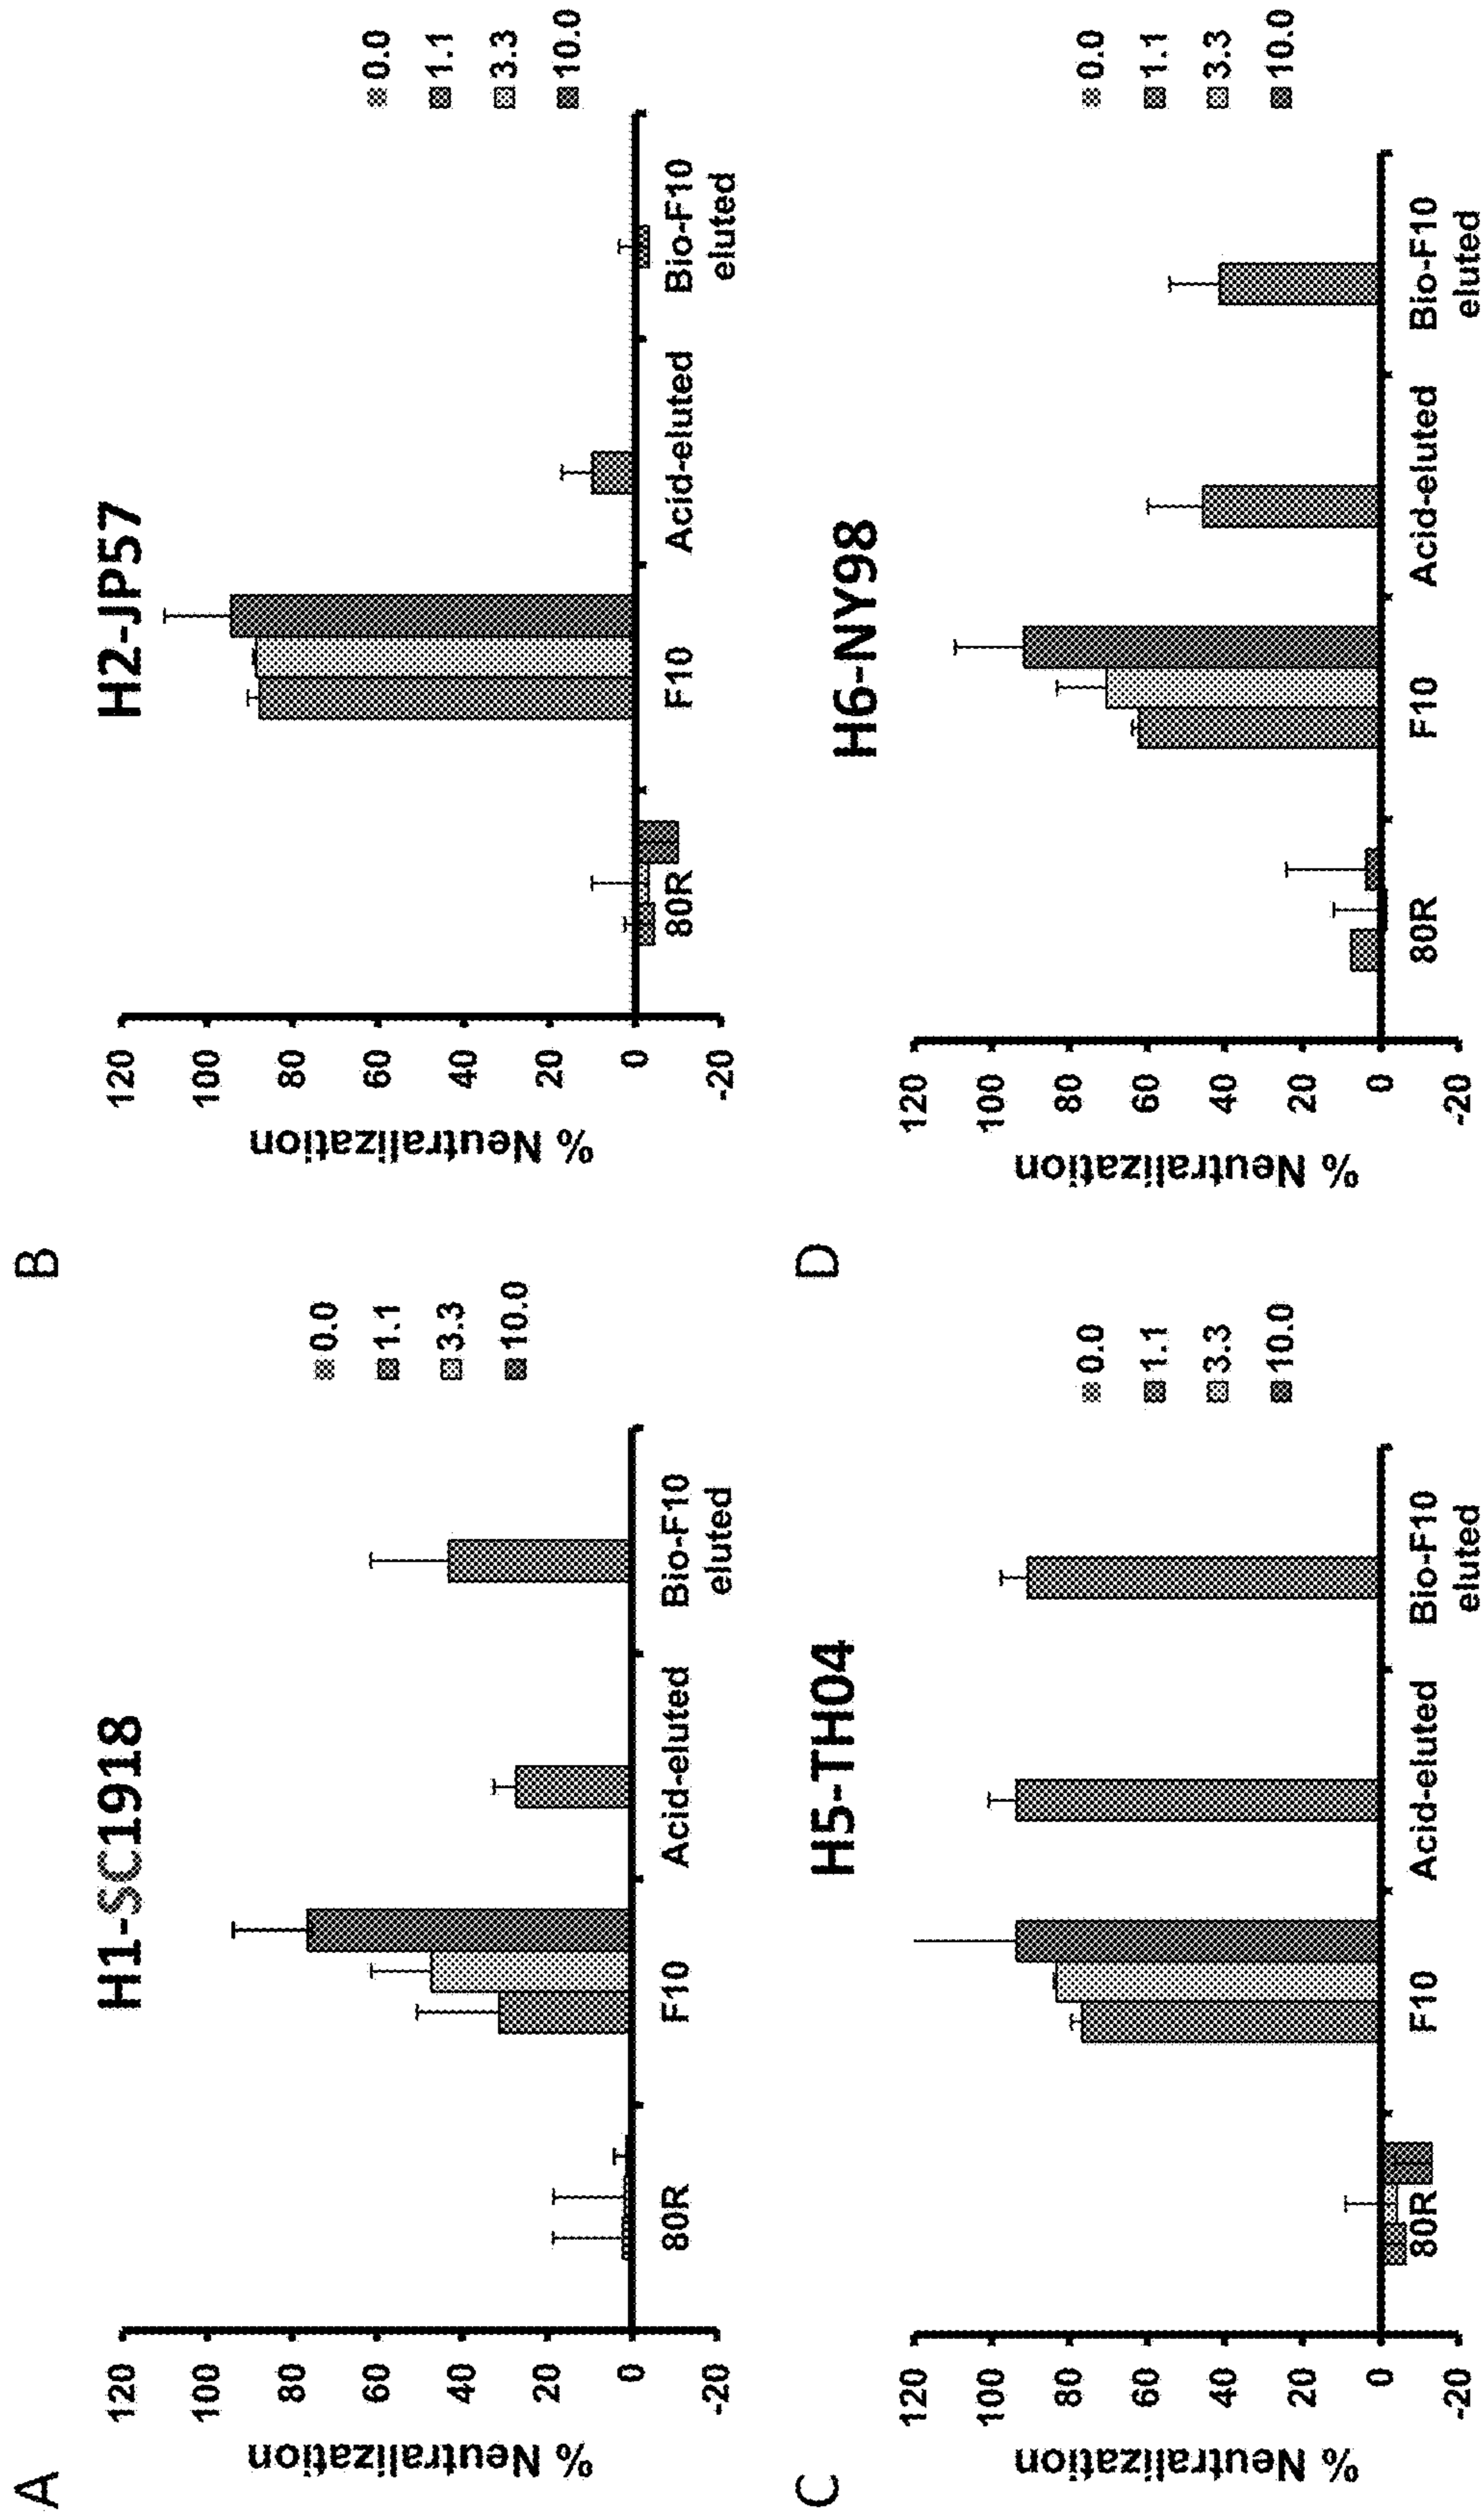 A
H1-SC1918
% Neutralization
120
100
80
60
40
20
0
-20
80R
F10
Acid-eluted
Bio-F10
eluted
0.0
1.1
3.3
10.0
B
H2-JP57
% Neutralization
120
100
80
60
40
20
0
-20
80R
F10
Acid-eluted
Bio-F10
eluted
0.0
1.1
3.3
10.0
C
H5-TH04
% Neutralization
120
100
80
60
40
20
0
-20
80R
F10
Acid-eluted
Bio-F10
eluted
0.0
1.1
3.3
10.0
D
H6-NY98
% Neutralization
120
100
80
60
40
20
0
-20
80R
F10
Acid-eluted
Bio-F10
eluted
0.0
1.1
3.3
10.0